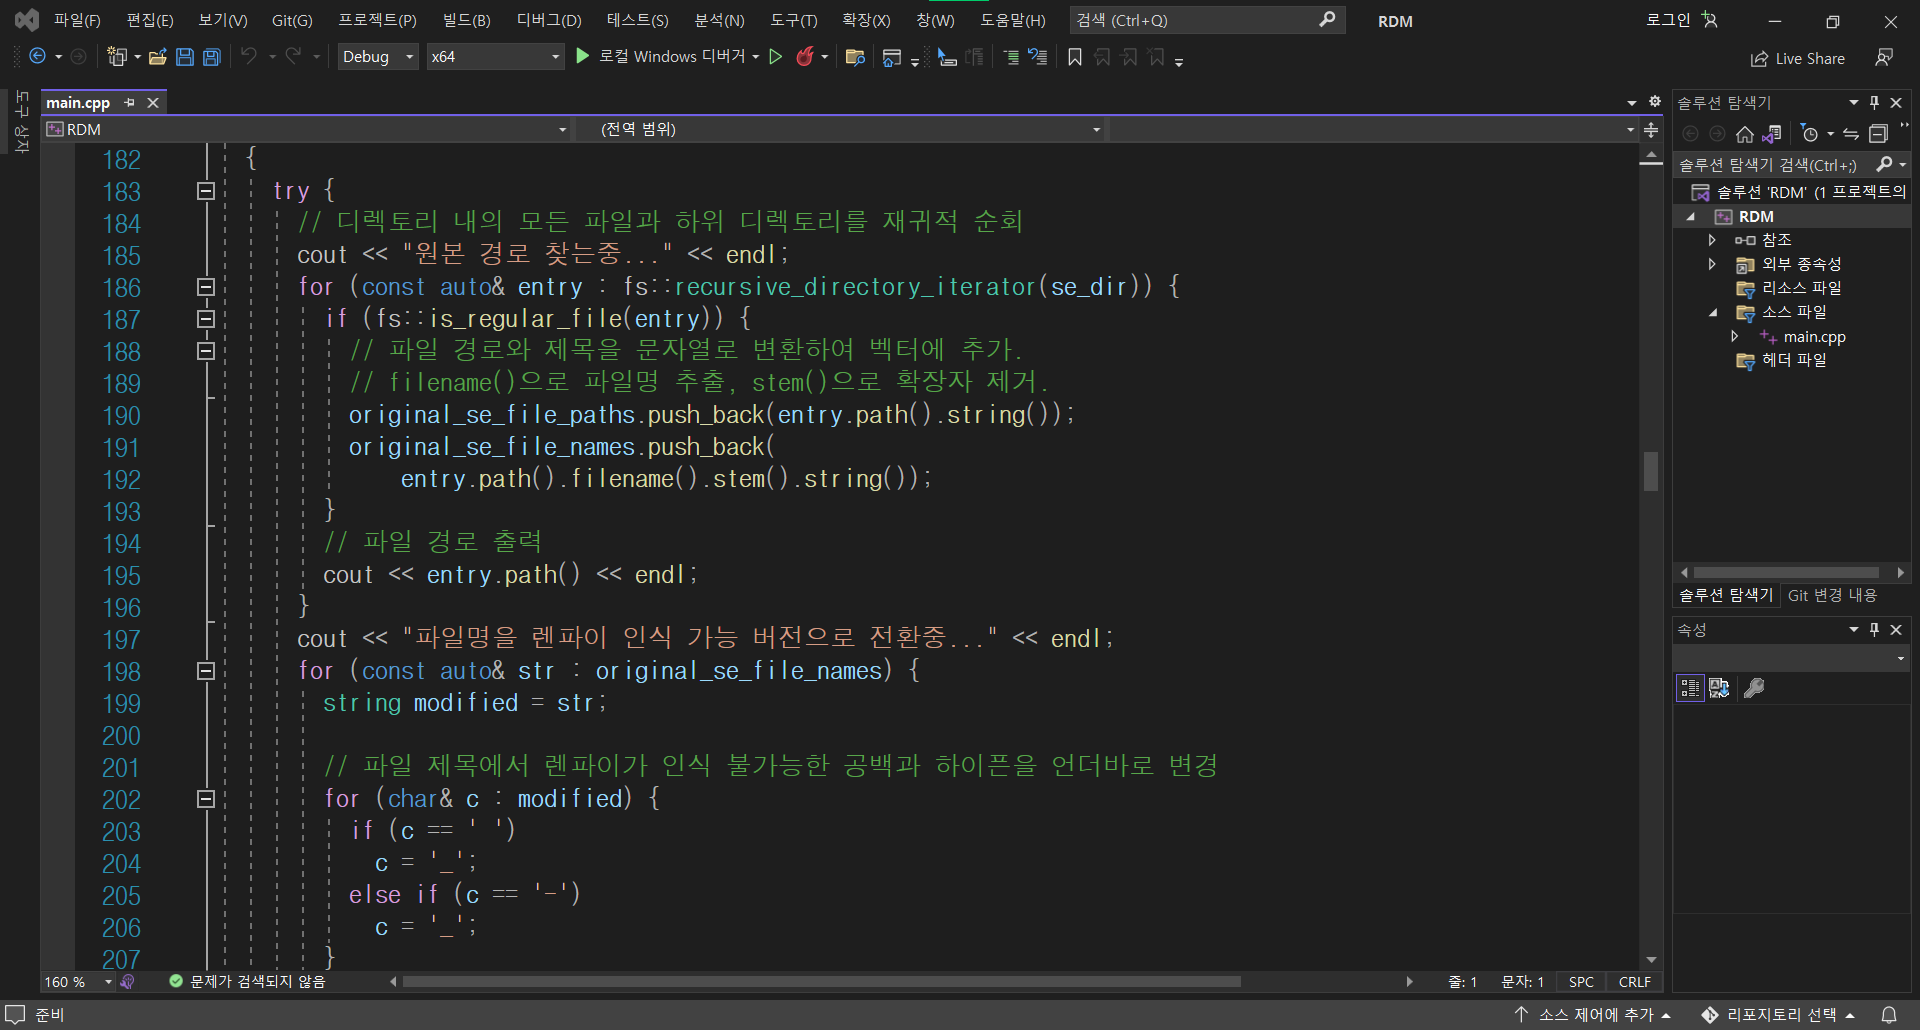 파일(F) 편집(E) 보기(V) Git(G) 프로젝트(P) 빌드(B) 디버그(D) 테스트(S) 분석(N) 도구(T) 확장(X) 창(W) 도움말(H) 검색 (Ctrl+Q) RDM 로그인
Debug x64 로컬 Windows 디버거 Live Share
도구 상자
main.cpp
RDM (전역 범위)
182 {
183 try {
184 // 디렉토리 내의 모든 파일과 하위 디렉토리를 재귀적 순회
185 cout << "원본 경로 찾는중..." << endl;
186 for (const auto& entry : fs::recursive_directory_iterator(se_dir)) {
187 if (fs::is_regular_file(entry)) {
188 // 파일 경로와 제목을 문자열로 변환하여 벡터에 추가.
189 // filename()으로 파일명 추출, stem()으로 확장자 제거.
190 original_se_file_paths.push_back(entry.path().string());
191 original_se_file_names.push_back(
192 entry.path().filename().stem().string());
193 }
194 // 파일 경로 출력
195 cout << entry.path() << endl;
196 }
197 cout << "파일명을 렌파이 인식 가능 버전으로 전환중..." << endl;
198 for (const auto& str : original_se_file_names) {
199 string modified = str;
200
201 // 파일 제목에서 렌파이가 인식 불가능한 공백과 하이픈을 언더바로 변경
202 for (char& c : modified) {
203 if (c == ' ')
204 c = '_';
205 else if (c == '-')
206 c = '_';
207 }
160 % 문제가 검색되지 않음 줄: 1 문자: 1 SPC CRLF
솔루션 탐색기
솔루션 탐색기 검색(Ctrl+;)
솔루션 'RDM' (1 프로젝트의
RDM
참조
외부 종속성
리소스 파일
소스 파일
main.cpp
헤더 파일
솔루션 탐색기 Git 변경 내용
속성
준비 소스 제어에 추가 리포지토리 선택